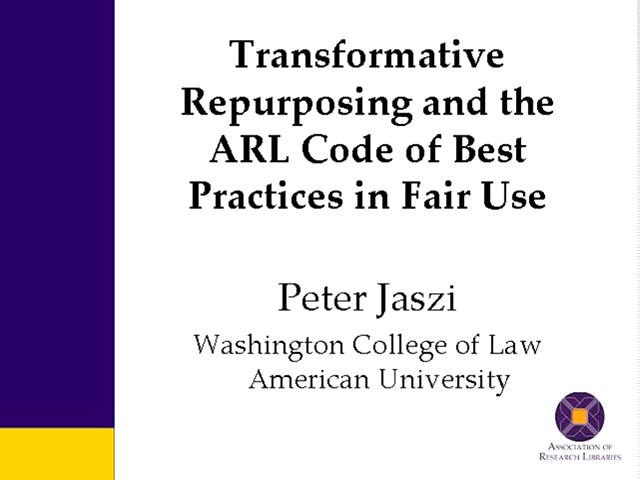 Transformative
Repurposing and the
ARL Code of Best
Practices in Fair Use
Peter Jaszi
Washington College of Law
American University
ASSOCIATION OF
RESEARCH LIBRARIES